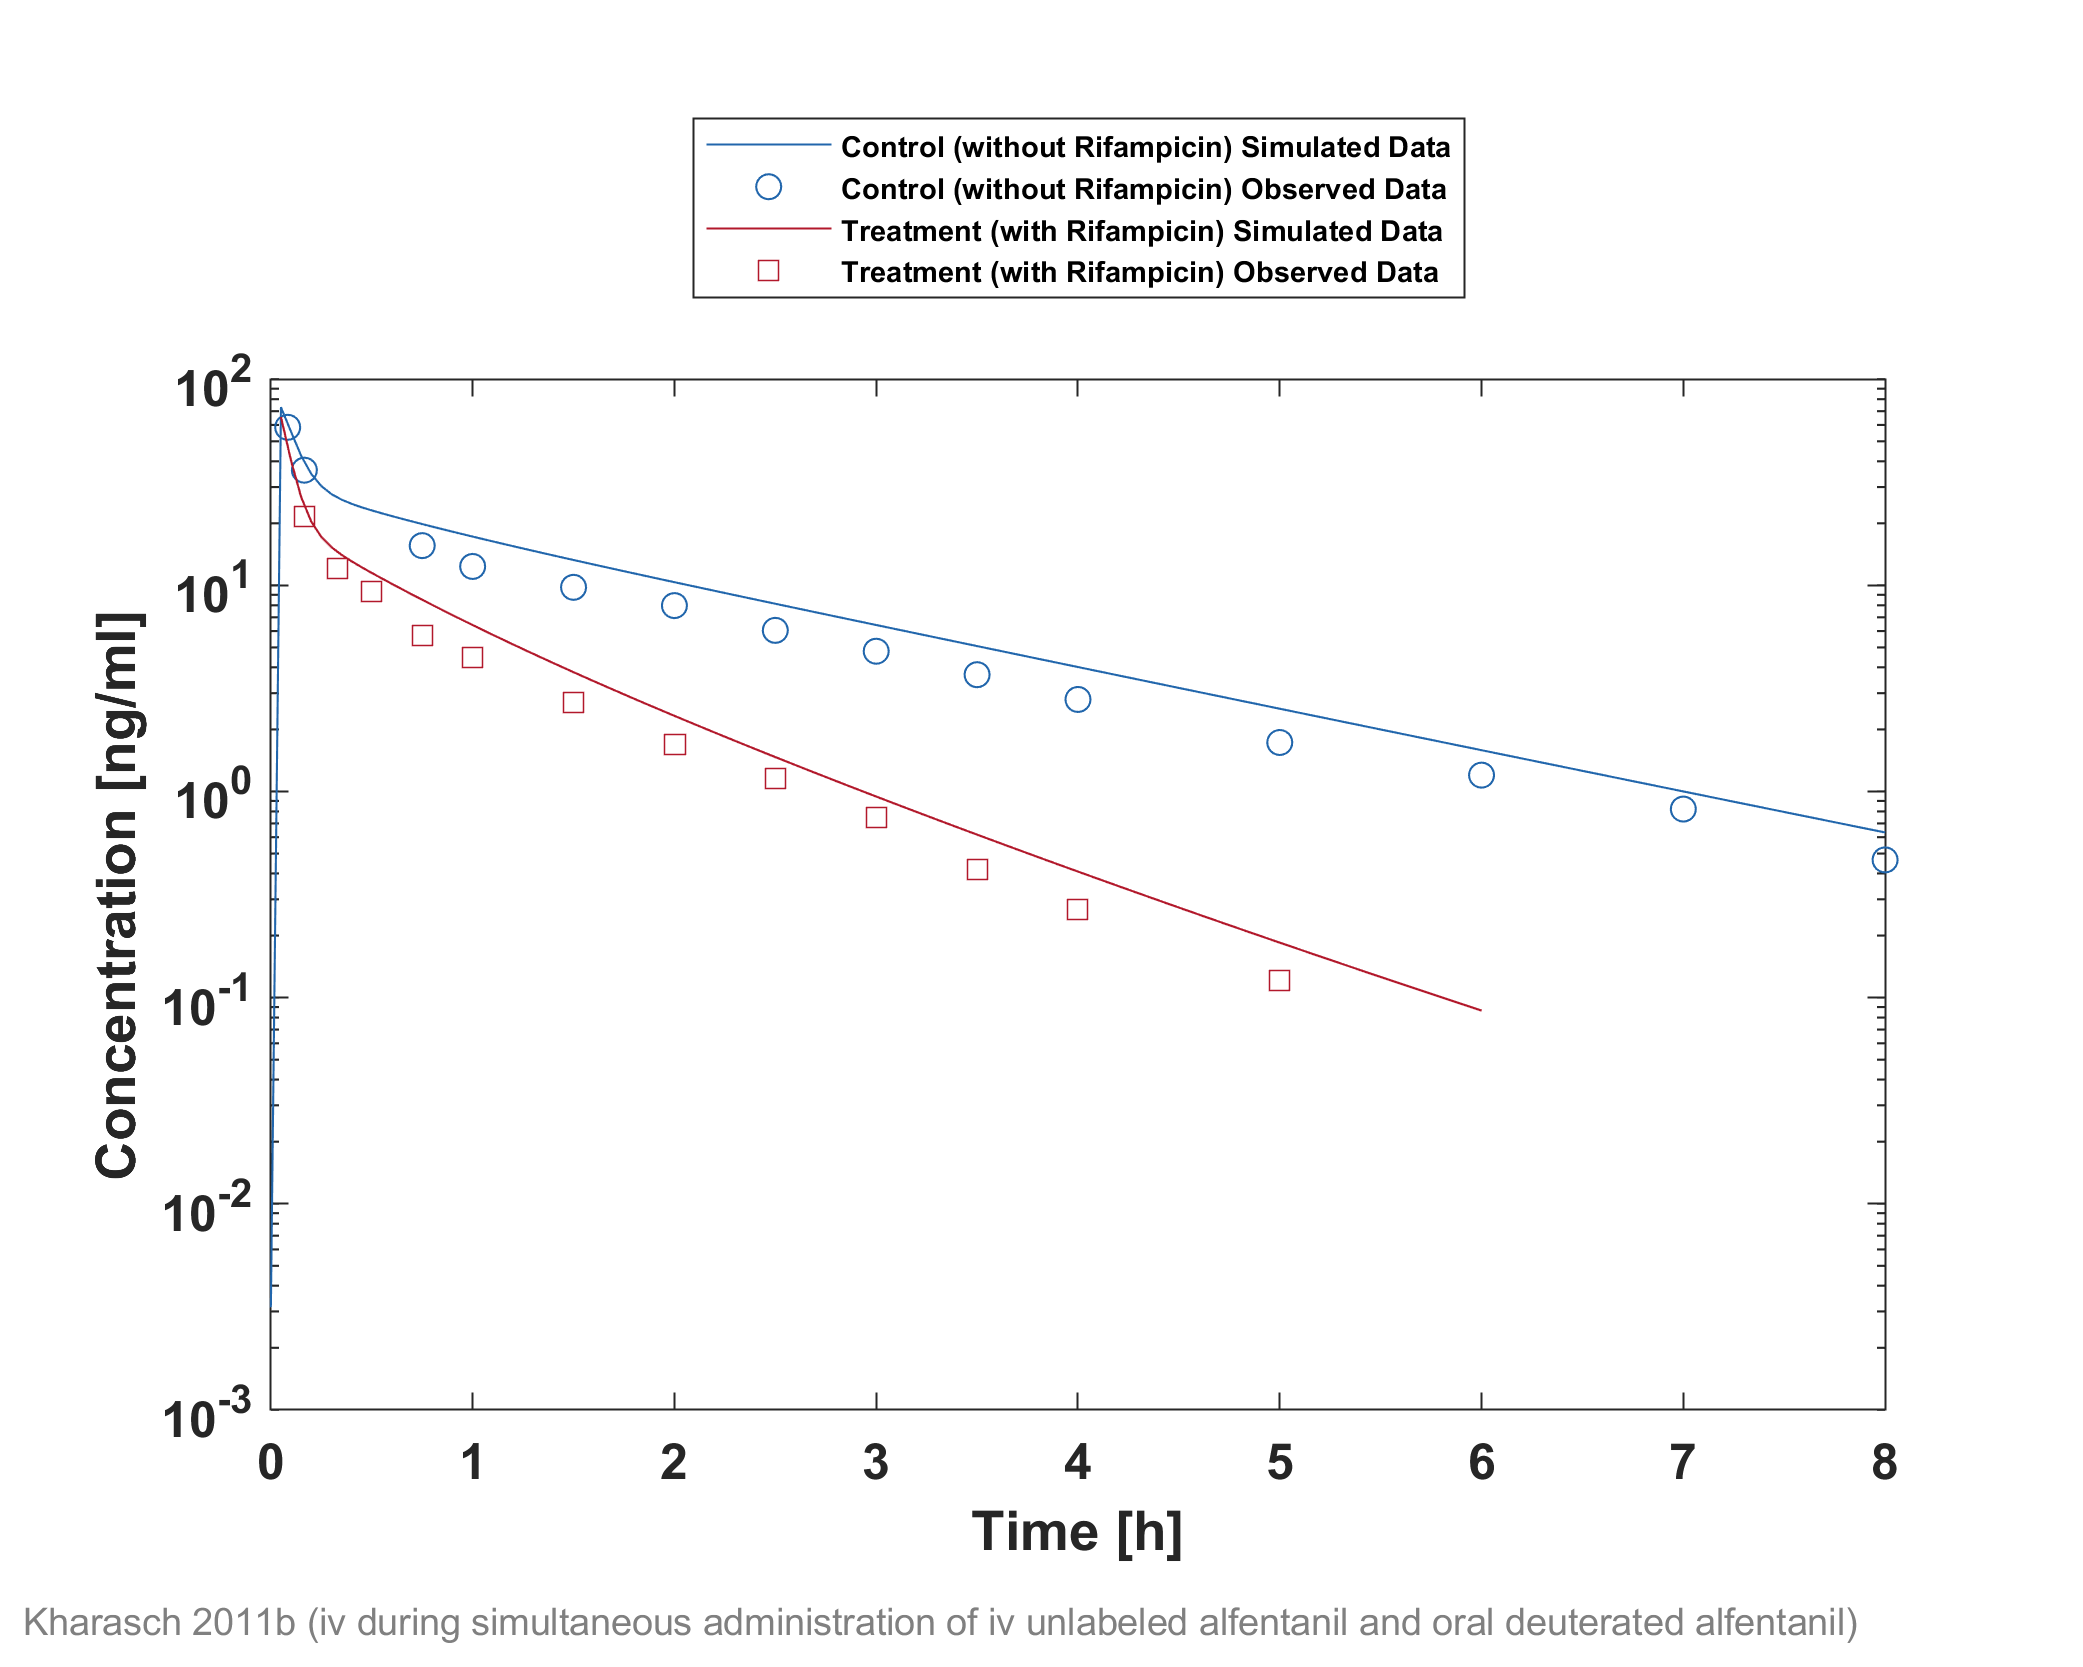 Control (without Rifampicin) Simulated Data
Control (without Rifampicin) Observed Data
Treatment (with Rifampicin) Simulated Data
Treatment (with Rifampicin) Observed Data
10^2
10^1
10^0
10^-1
10^-2
10^-3
Concentration [ng/ml]
0 1 2 3 4 5 6 7 8
Time [h]
Kharasch 2011b (iv during simultaneous administration of iv unlabeled alfentanil and oral deuterated alfentanil)